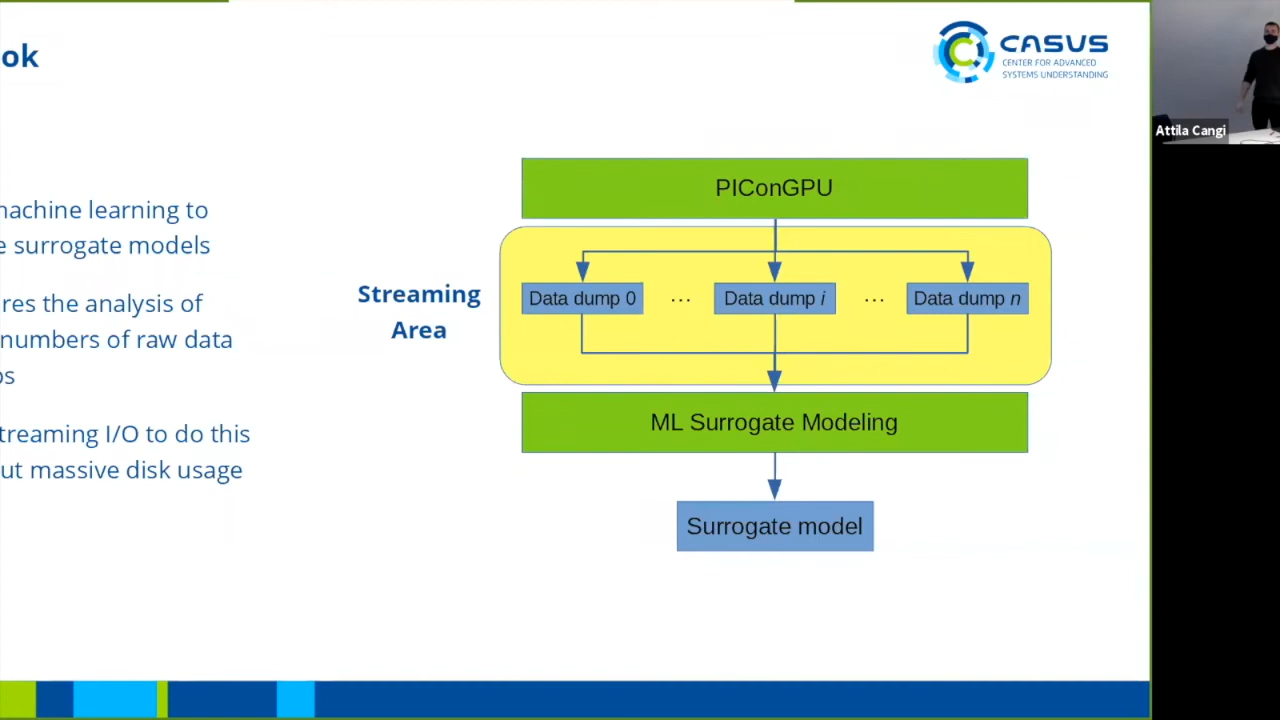 ok
CASUS
CENTER FOR ADVANCED
SYSTEMS UNDERSTANDING
Attila Cangi
machine learning to
e surrogate models
res the analysis of
numbers of raw data
os
treaming I/O to do this
ut massive disk usage
Streaming
Area
PIConGPU
Data dump 0
...
Data dump i
...
Data dump n
ML Surrogate Modeling
Surrogate model